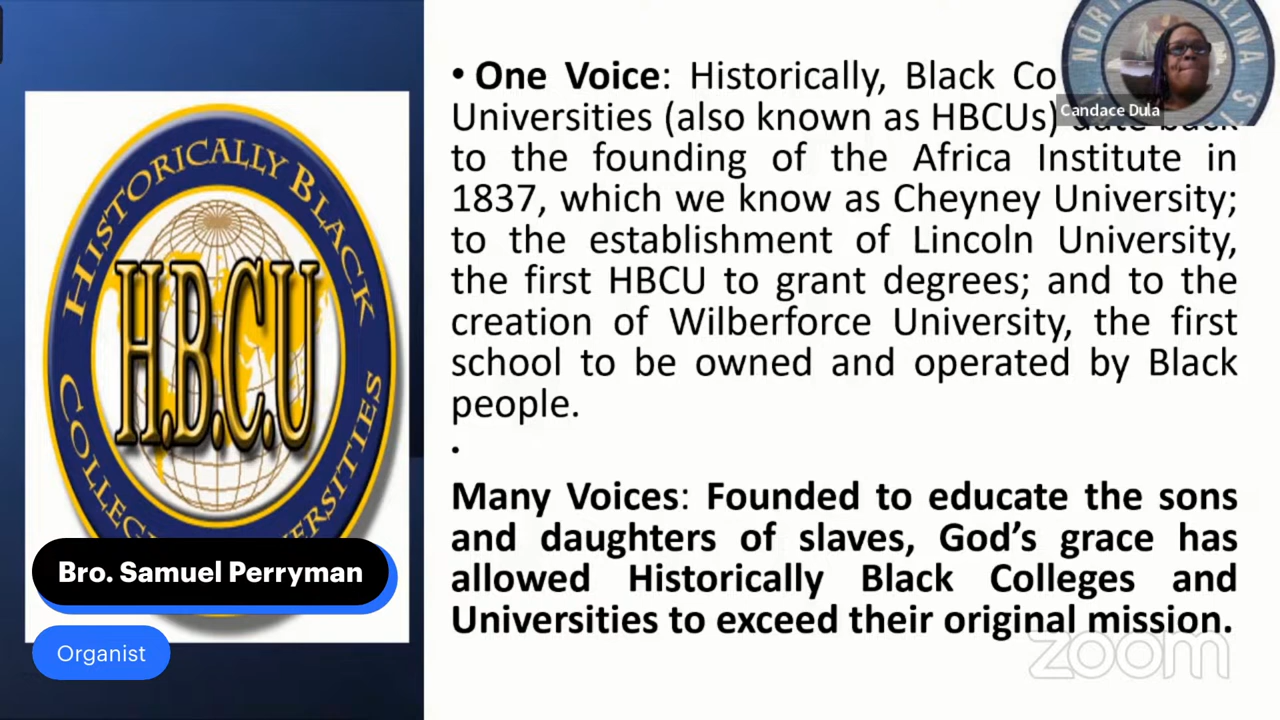 • One Voice: Historically, Black Co
Universities (also known as HBCUs) date back
to the founding of the Africa Institute in
1837, which we know as Cheyney University;
to the establishment of Lincoln University,
the first HBCU to grant degrees; and to the
creation of Wilberforce University, the first
school to be owned and operated by Black
people.
•
Many Voices: Founded to educate the sons
and daughters of slaves, God's grace has
allowed Historically Black Colleges and
Universities to exceed their original mission.
HISTORICALLY BLACK
H.B.C.U
Bro. Samuel Perryman
Organist
Candace Dula
NORTH
zoom